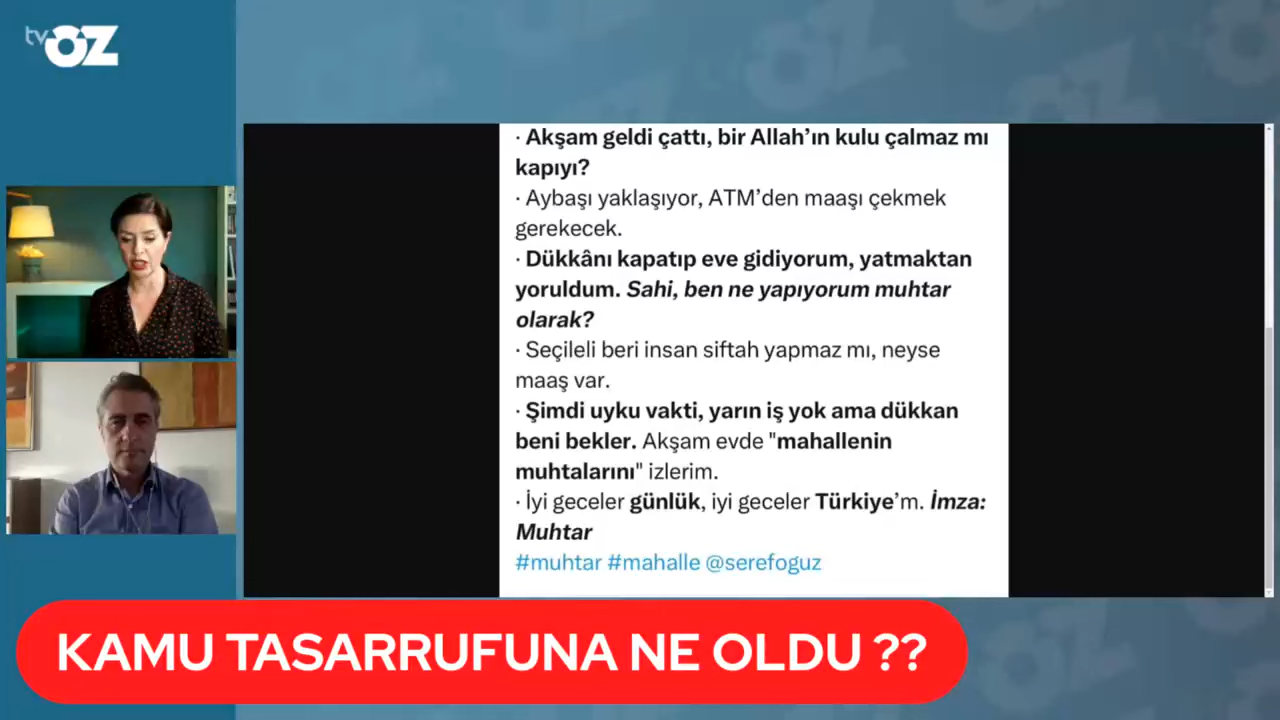 tv ÖZ
· Akşam geldi çattı, bir Allah’ın kulu çalmaz mı
kapıyı?
· Aybaşı yaklaşıyor, ATM’den maaşı çekmek
gerekecek.
· Dükkânı kapatıp eve gidiyorum, yatmaktan
yoruldum. Sahi, ben ne yapıyorum muhtar
olarak?
· Seçileli beri insan siftah yapmaz mı, neyse
maaş var.
· Şimdi uyku vakti, yarın iş yok ama dükkan
beni bekler. Akşam evde "mahallenin
muhtalarını" izlerim.
· İyi geceler günlük, iyi geceler Türkiye’m. İmza:
Muhtar
#muhtar #mahalle @serefoguz
KAMU TASARRUFUNA NE OLDU ??